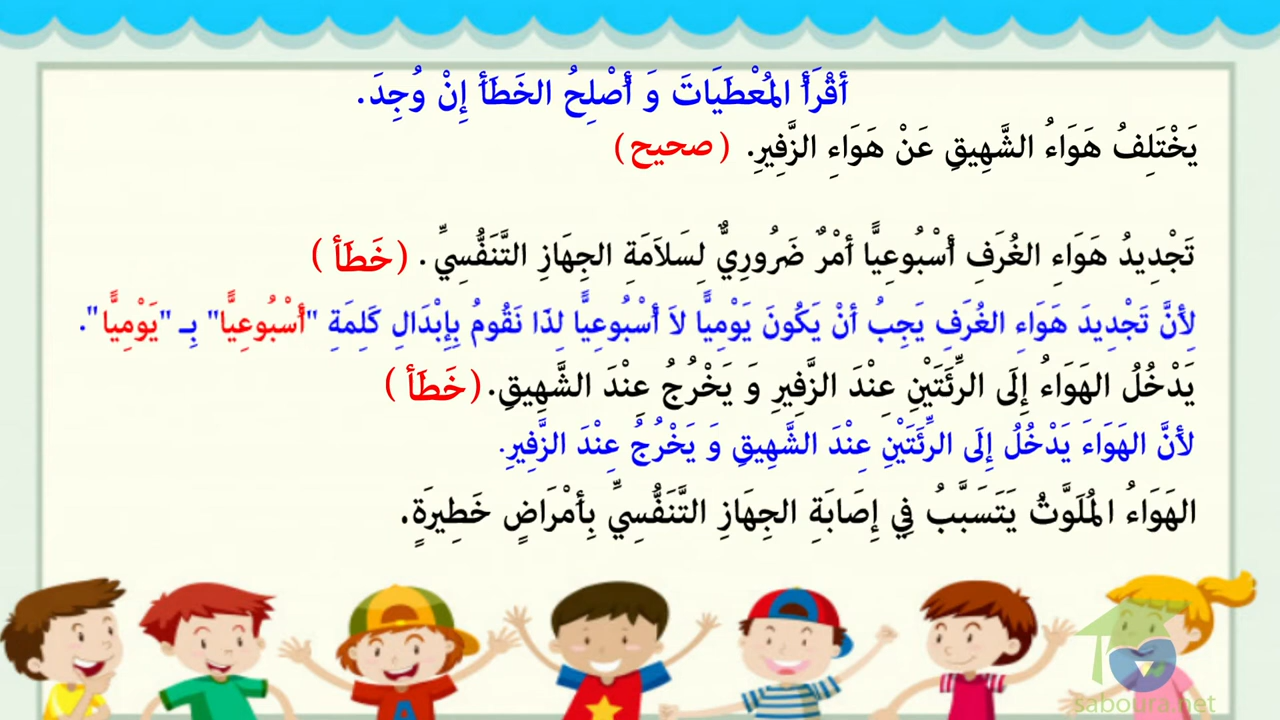 أَقْرَأُ المُعْطَيَاتَ وَ أُصْلِحُ الخَطَأَ إِنْ وُجِدَ.
يَخْتَلِفُ هَوَاءُ الشَّهِيقِ عَنْ هَوَاءِ الزَّفِيرِ. (صحيح)
تَجْدِيدُ هَوَاءِ الغُرَفِ أُسْبُوعِيًّا أَمْرٌ ضَرُورِيٌّ لِسَلَامَةِ الجِهَازِ التَّنَفُّسِيِّ. (خَطَأ)
لِأَنَّ تَجْدِيدَ هَوَاءِ الغُرَفِ يَجِبُ أَنْ يَكُونَ يَوْمِيًّا لاَ أُسْبُوعِيًّا لِذَا نَقُومُ بِإِبْدَالِ كَلِمَةِ "أُسْبُوعِيًّا" بِـ "يَوْمِيًّا".
يَدْخُلُ الهَوَاءُ إِلَى الرِّئَتَيْنِ عِنْدَ الزَّفِيرِ وَ يَخْرُجُ عِنْدَ الشَّهِيقِ. (خَطَأ)
لأنَّ الهَوَاءَ يَدْخُلُ إِلَى الرِّئَتَيْنِ عِنْدَ الشَّهِيقِ وَ يَخْرُجُ عِنْدَ الزَّفِيرِ.
الهَوَاءُ المُلَوَّثُ يَتَسَبَّبُ فِي إِصَابَةِ الجِهَازِ التَّنَفُّسِيِّ بِأَمْرَاضٍ خَطِيرَةٍ.
A
saboura.net